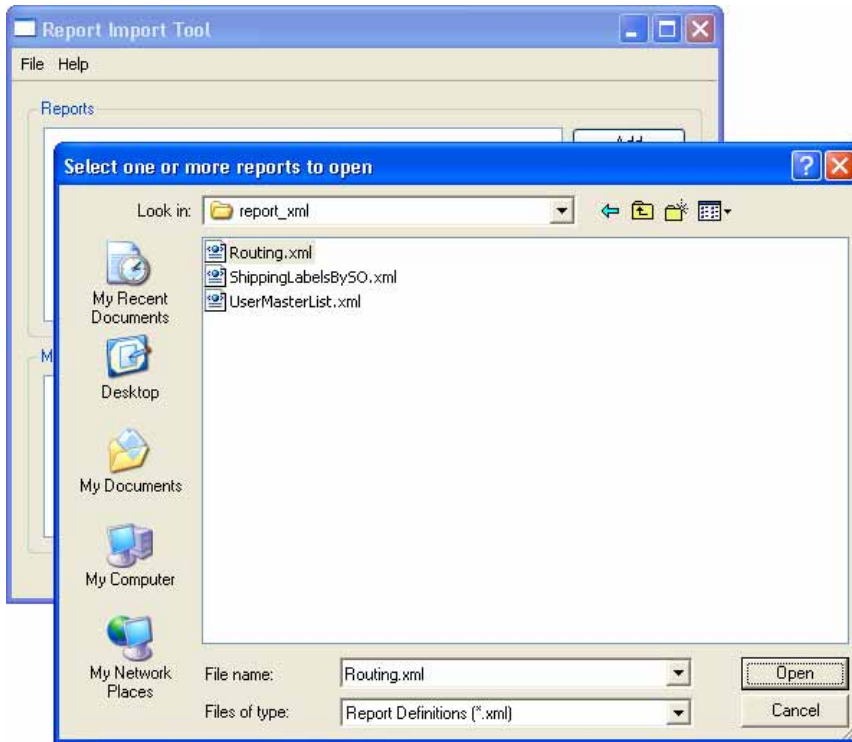 Report Import Tool
File Help
Reports
Select one or more reports to open
Look in: report_xml
Routing.xml
ShippingLabelsBySO.xml
UserMasterList.xml
My Recent
Documents
Desktop
My Documents
My Computer
My Network
Places
File name: Routing.xml
Open
Files of type: Report Definitions (*.xml)
Cancel